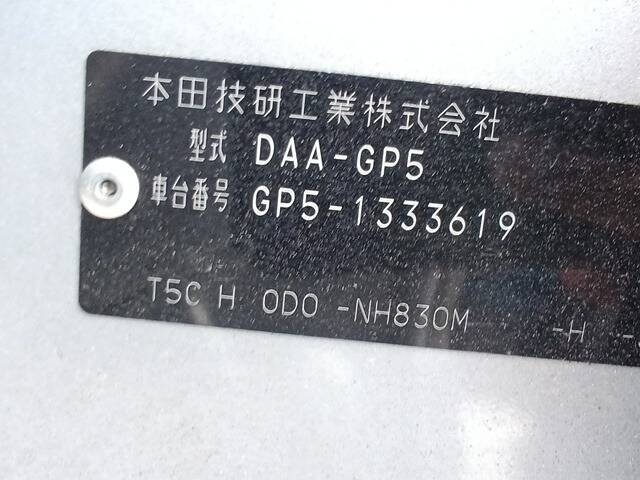 本田技研工業株式会社
型式 DAA-GP5
車台番号 GP5-1333619
T5C H ODO -NH830M -H -